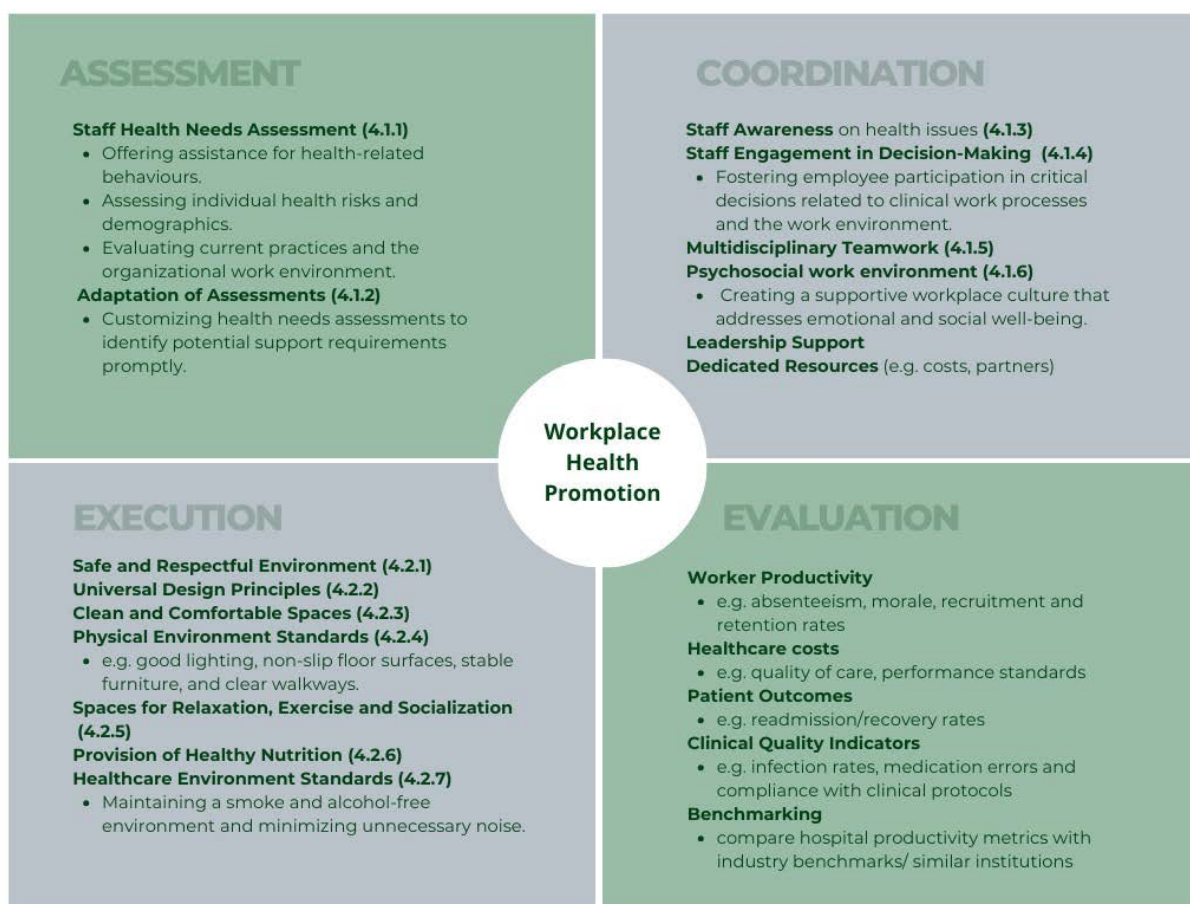 ASSESSMENT
Staff Health Needs Assessment (4.1.1)
• Offering assistance for health-related
behaviours.
• Assessing individual health risks and
demographics.
• Evaluating current practices and the
organizational work environment.
Adaptation of Assessments (4.1.2)
• Customizing health needs assessments to
identify potential support requirements
promptly.
COORDINATION
Staff Awareness on health issues (4.1.3)
Staff Engagement in Decision-Making (4.1.4)
• Fostering employee participation in critical
decisions related to clinical work processes
and the work environment.
Multidisciplinary Teamwork (4.1.5)
Psychosocial work environment (4.1.6)
• Creating a supportive workplace culture that
addresses emotional and social well-being.
Leadership Support
Dedicated Resources (e.g. costs, partners)
Workplace
Health
Promotion
EXECUTION
Safe and Respectful Environment (4.2.1)
Universal Design Principles (4.2.2)
Clean and Comfortable Spaces (4.2.3)
Physical Environment Standards (4.2.4)
• e.g. good lighting, non-slip floor surfaces, stable
furniture, and clear walkways.
Spaces for Relaxation, Exercise and Socialization
(4.2.5)
Provision of Healthy Nutrition (4.2.6)
Healthcare Environment Standards (4.2.7)
• Maintaining a smoke and alcohol-free
environment and minimizing unnecessary noise.
EVALUATION
Worker Productivity
• e.g. absenteeism, morale, recruitment and
retention rates
Healthcare costs
• e.g. quality of care, performance standards
Patient Outcomes
• e.g. readmission/recovery rates
Clinical Quality Indicators
• e.g. infection rates, medication errors and
compliance with clinical protocols
Benchmarking
• compare hospital productivity metrics with
industry benchmarks/ similar institutions